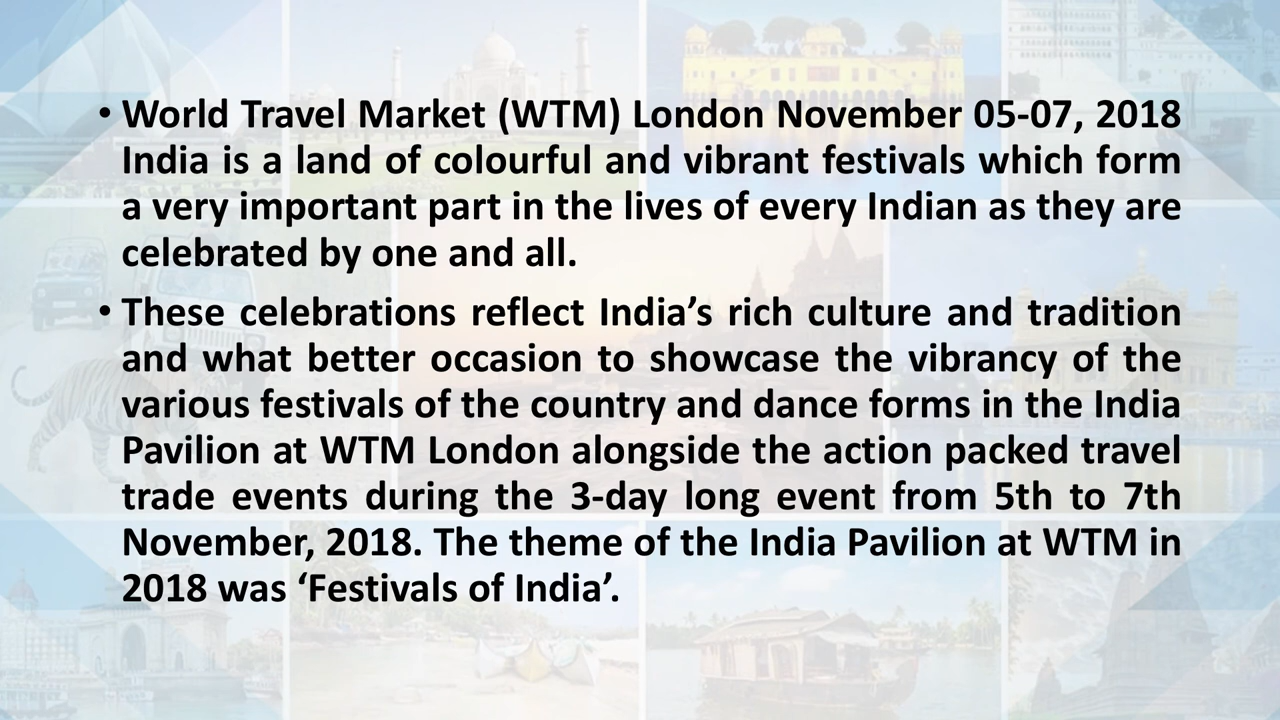 • World Travel Market (WTM) London November 05-07, 2018
India is a land of colourful and vibrant festivals which form
a very important part in the lives of every Indian as they are
celebrated by one and all.
• These celebrations reflect India’s rich culture and tradition
and what better occasion to showcase the vibrancy of the
various festivals of the country and dance forms in the India
Pavilion at WTM London alongside the action packed travel
trade events during the 3-day long event from 5th to 7th
November, 2018. The theme of the India Pavilion at WTM in
2018 was ‘Festivals of India’.